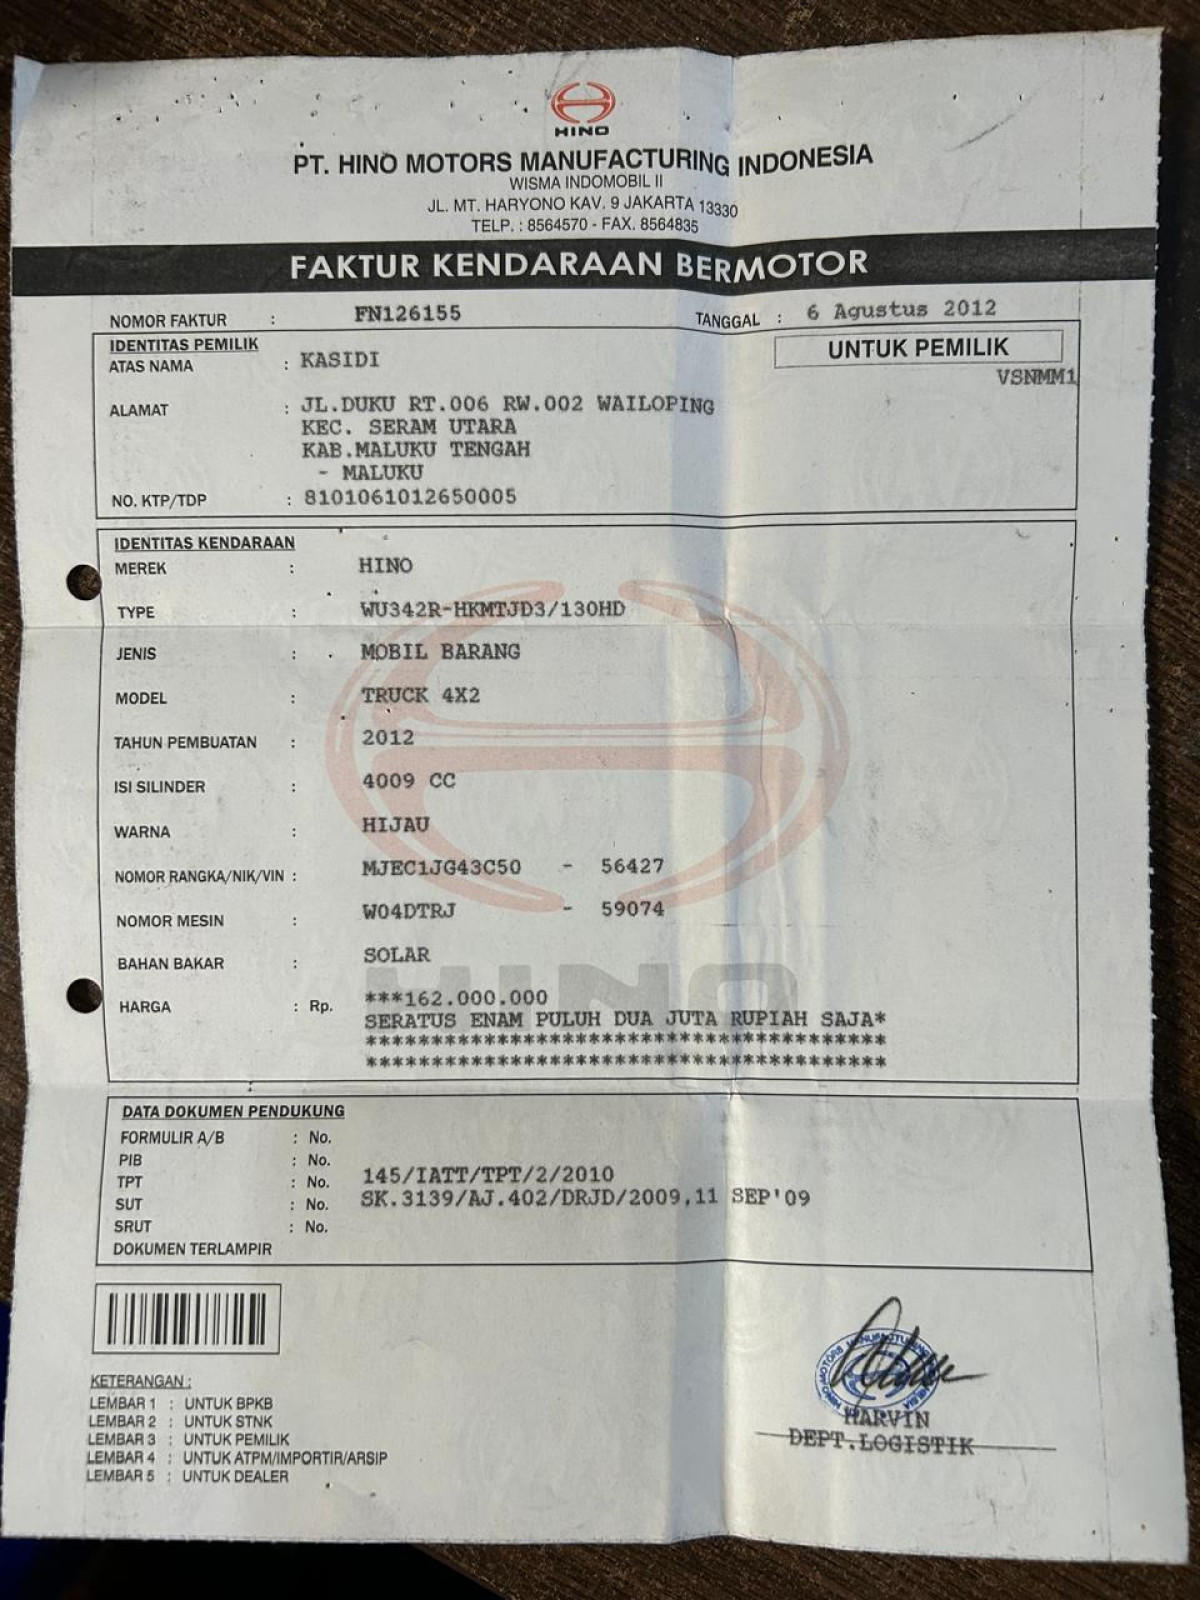 HINO
PT. HINO MOTORS MANUFACTURING INDONESIA
WISMA INDOMOBIL II
JL. MT. HARYONO KAV. 9 JAKARTA 13330
TELP. : 8564570 - FAX. 8564835
FAKTUR KENDARAAN BERMOTOR
NOMOR FAKTUR : FN126155 TANGGAL : 6 Agustus 2012
IDENTITAS PEMILIK UNTUK PEMILIK
ATAS NAMA : KASIDI VSNMM1
ALAMAT : JL.DUKU RT.006 RW.002 WAILOPING
KEC. SERAM UTARA
KAB.MALUKU TENGAH
- MALUKU
NO. KTP/TDP : 8101061012650005
IDENTITAS KENDARAAN
MEREK : HINO
TYPE : WU342R-HKMTJD3/130HD
JENIS : MOBIL BARANG
MODEL : TRUCK 4X2
TAHUN PEMBUATAN : 2012
ISI SILINDER : 4009 CC
WARNA : HIJAU
NOMOR RANGKA/NIK/VIN : MJEC1JG43C50 - 56427
NOMOR MESIN : W04DTRJ - 59074
BAHAN BAKAR : SOLAR
HINO
HARGA : Rp. ***162.000.000
SERATUS ENAM PULUH DUA JUTA RUPIAH SAJA*
***************************************
***************************************
DATA DOKUMEN PENDUKUNG
FORMULIR A/B : No.
PIB : No.
TPT : No. 145/IATT/TPT/2/2010
SUT : No. SK.3139/AJ.402/DRJD/2009,11 SEP'09
SRUT : No.
DOKUMEN TERLAMPIR
KETERANGAN :
LEMBAR 1 : UNTUK BPKB
LEMBAR 2 : UNTUK STNK
LEMBAR 3 : UNTUK PEMILIK
LEMBAR 4 : UNTUK ATPM/IMPORTIR/ARSIP
LEMBAR 5 : UNTUK DEALER
HARVIN
DEPT.LOGISTIK